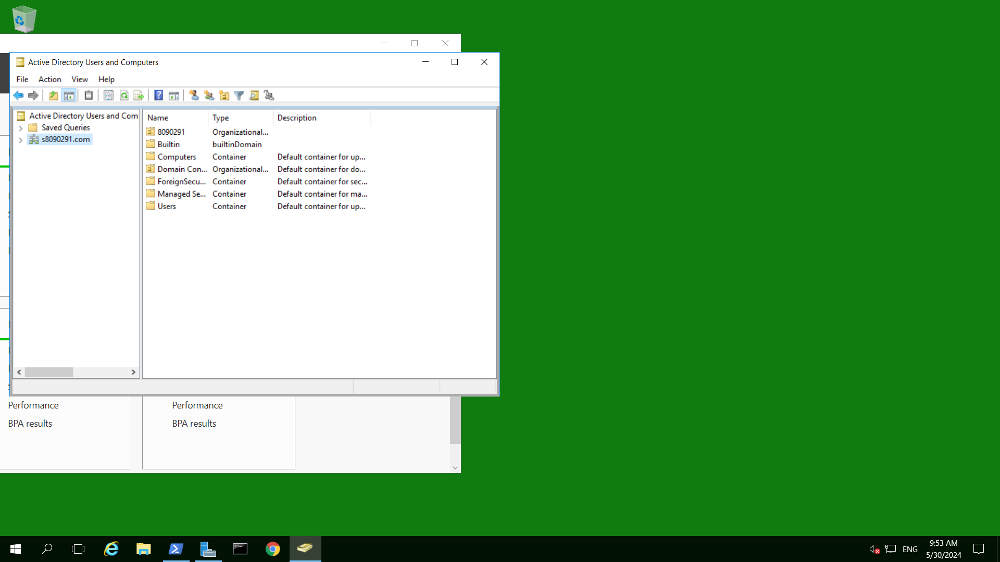 Active Directory Users and Computers
File Action View Help
Active Directory Users and Com
Saved Queries
s8090291.com
Name Type Description
8090291 Organizational...
Builtin builtinDomain
Computers Container Default container for up...
Domain Con... Organizational... Default container for do...
ForeignSecu... Container Default container for sec...
Managed Se... Container Default container for ma...
Users Container Default container for up...
Performance Performance
BPA results BPA results
ENG
9:53 AM
5/30/2024